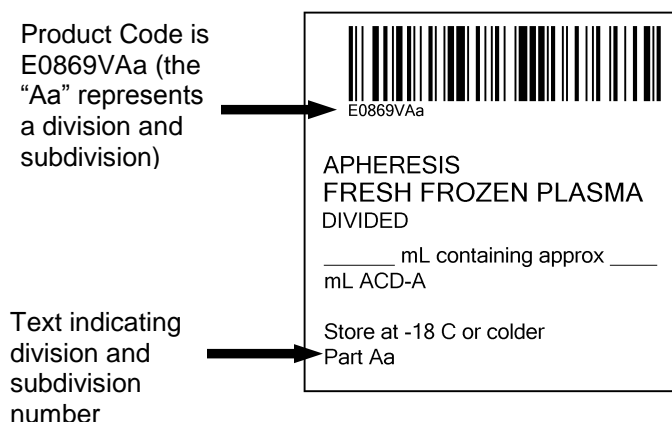 Product Code is
E0869VAa (the
“Aa” represents
a division and
subdivision)
E0869VAa
APHERESIS
FRESH FROZEN PLASMA
DIVIDED
______ mL containing approx ____
mL ACD-A
Store at -18 C or colder
Part Aa
Text indicating
division and
subdivision
number